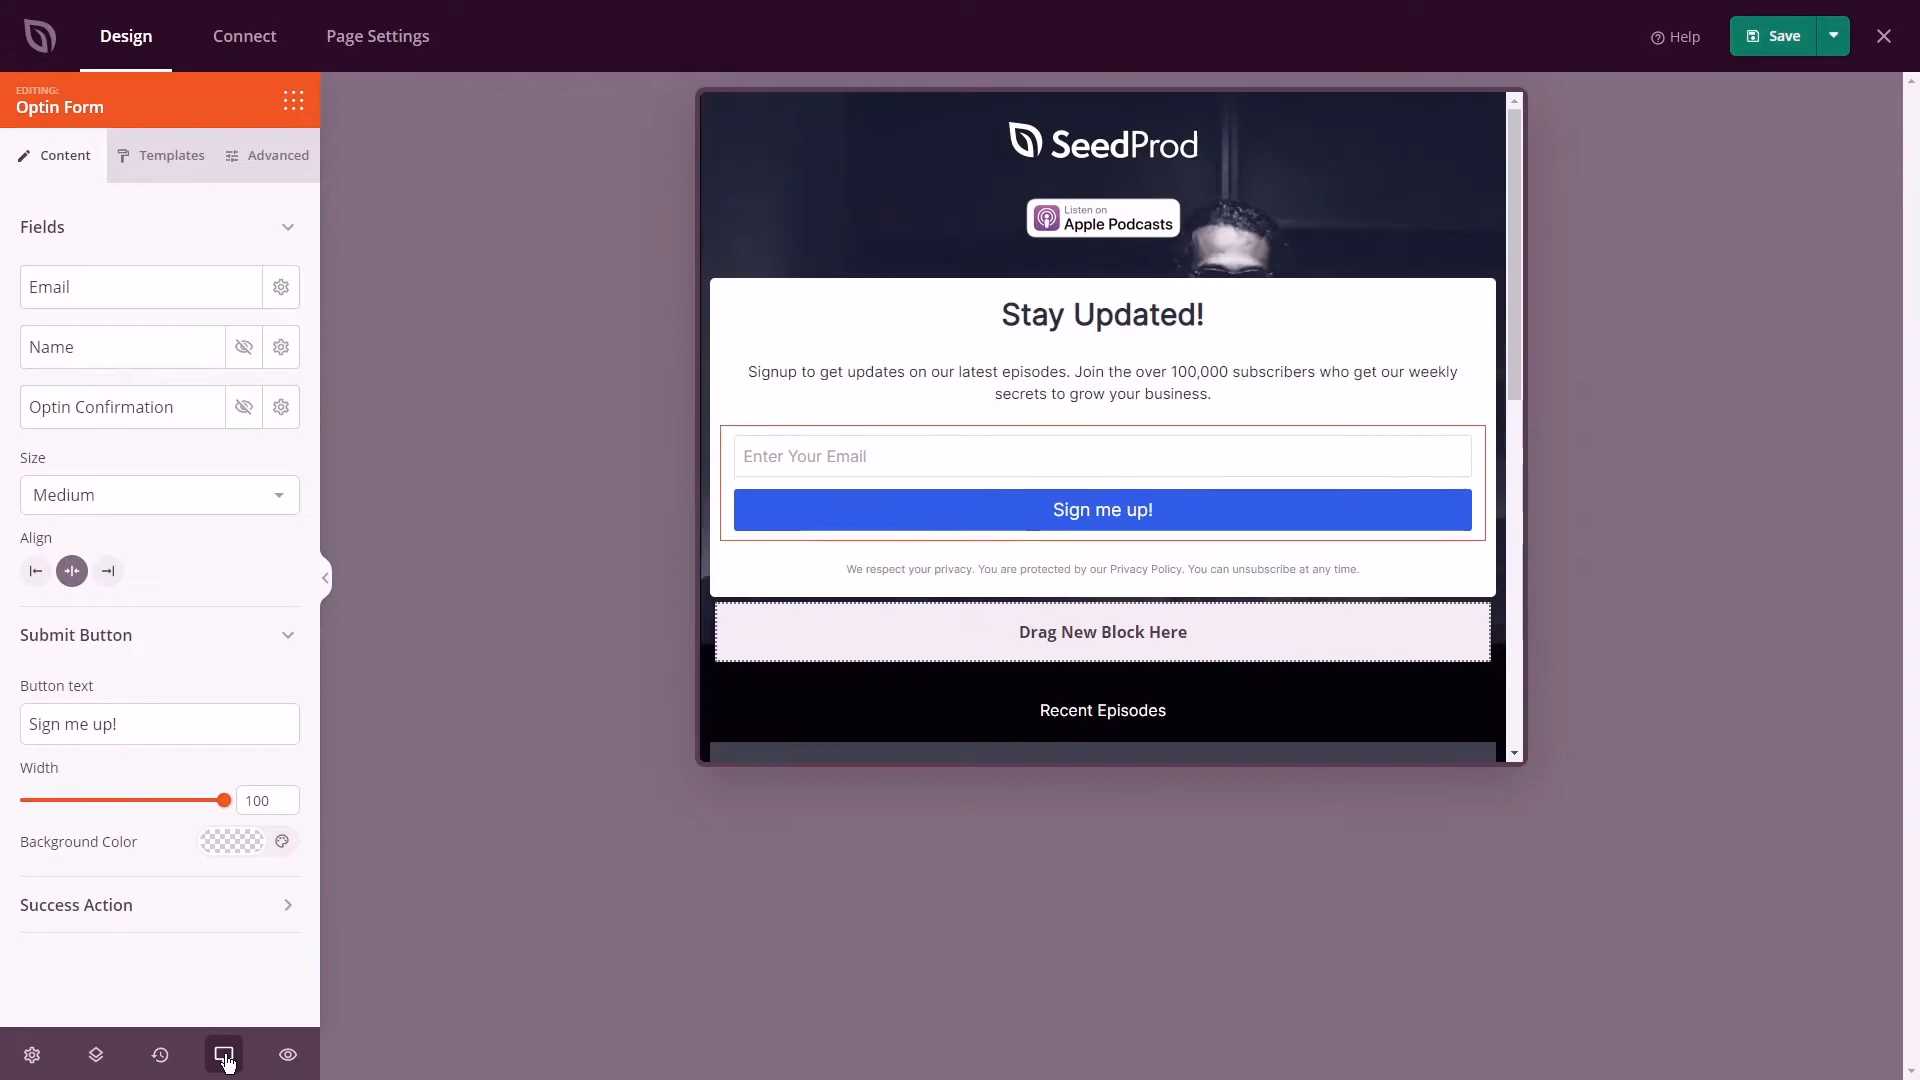 Design
Connect
Page Settings
Help
Save
EDITING:
Optin Form
Content
Templates
Advanced
Fields
Email
Name
Optin Confirmation
Size
Medium
Align
Submit Button
Button text
Sign me up!
Width
100
Background Color
Success Action
SeedProd
Listen on
Apple Podcasts
Stay Updated!
Signup to get updates on our latest episodes. Join the over 100,000 subscribers who get our weekly
secrets to grow your business.
Enter Your Email
Sign me up!
We respect your privacy. You are protected by our Privacy Policy. You can unsubscribe at any time.
Drag New Block Here
Recent Episodes